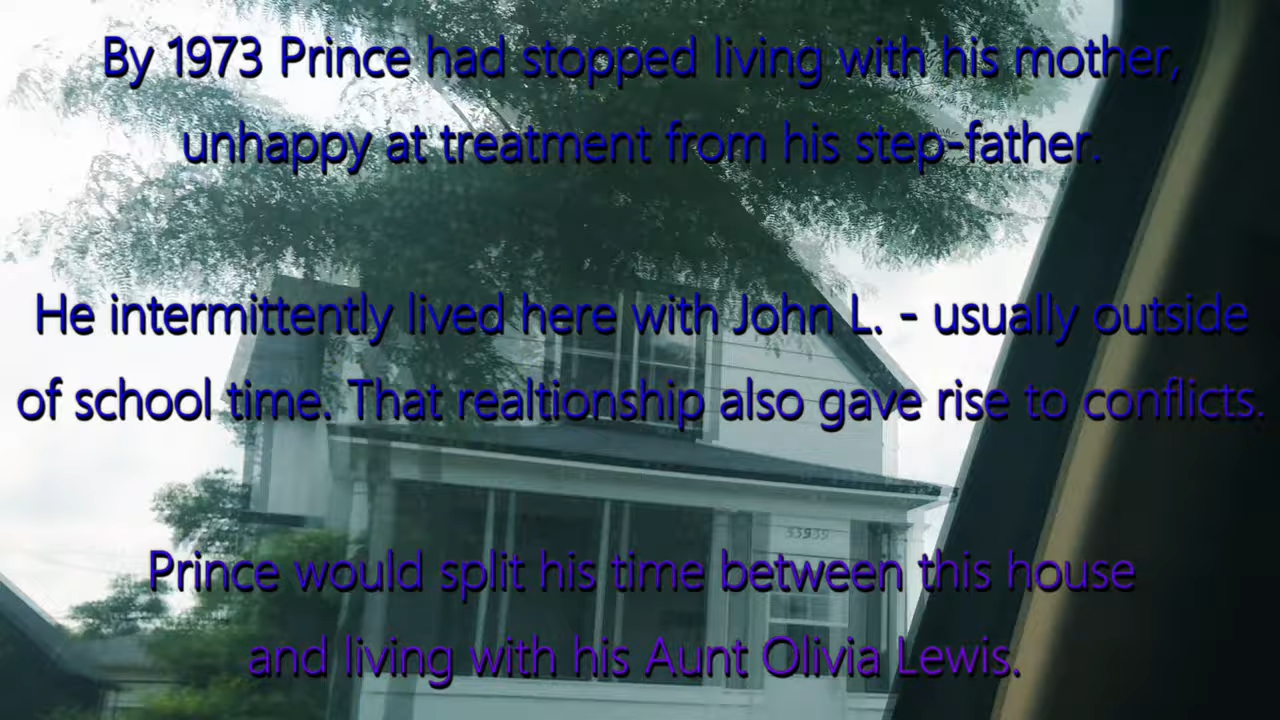 By 1973 Prince had stopped living with his mother,
unhappy at treatment from his step-father.
He intermittently lived here with John L. - usually outside
of school time. That realtionship also gave rise to conflicts.
Prince would split his time between this house
and living with his Aunt Olivia Lewis.